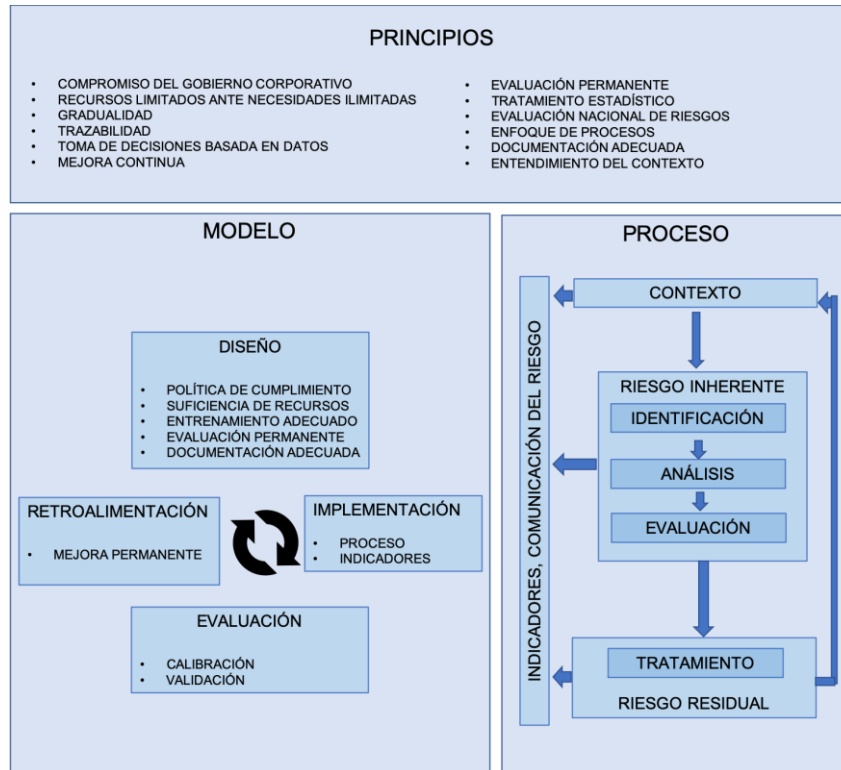 PRINCIPIOS
• COMPROMISO DEL GOBIERNO CORPORATIVO
• RECURSOS LIMITADOS ANTE NECESIDADES ILIMITADAS
• GRADUALIDAD
• TRAZABILIDAD
• TOMA DE DECISIONES BASADA EN DATOS
• MEJORA CONTINUA
• EVALUACIÓN PERMANENTE
• TRATAMIENTO ESTADÍSTICO
• EVALUACIÓN NACIONAL DE RIESGOS
• ENFOQUE DE PROCESOS
• DOCUMENTACIÓN ADECUADA
• ENTENDIMIENTO DEL CONTEXTO
MODELO
DISEÑO
• POLÍTICA DE CUMPLIMIENTO
• SUFICIENCIA DE RECURSOS
• ENTRENAMIENTO ADECUADO
• EVALUACIÓN PERMANENTE
• DOCUMENTACIÓN ADECUADA
RETROALIMENTACIÓN
• MEJORA PERMANENTE
IMPLEMENTACIÓN
• PROCESO
• INDICADORES
EVALUACIÓN
• CALIBRACIÓN
• VALIDACIÓN
PROCESO
INDICADORES, COMUNICACIÓN DEL RIESGO
CONTEXTO
RIESGO INHERENTE
IDENTIFICACIÓN
ANÁLISIS
EVALUACIÓN
TRATAMIENTO
RIESGO RESIDUAL